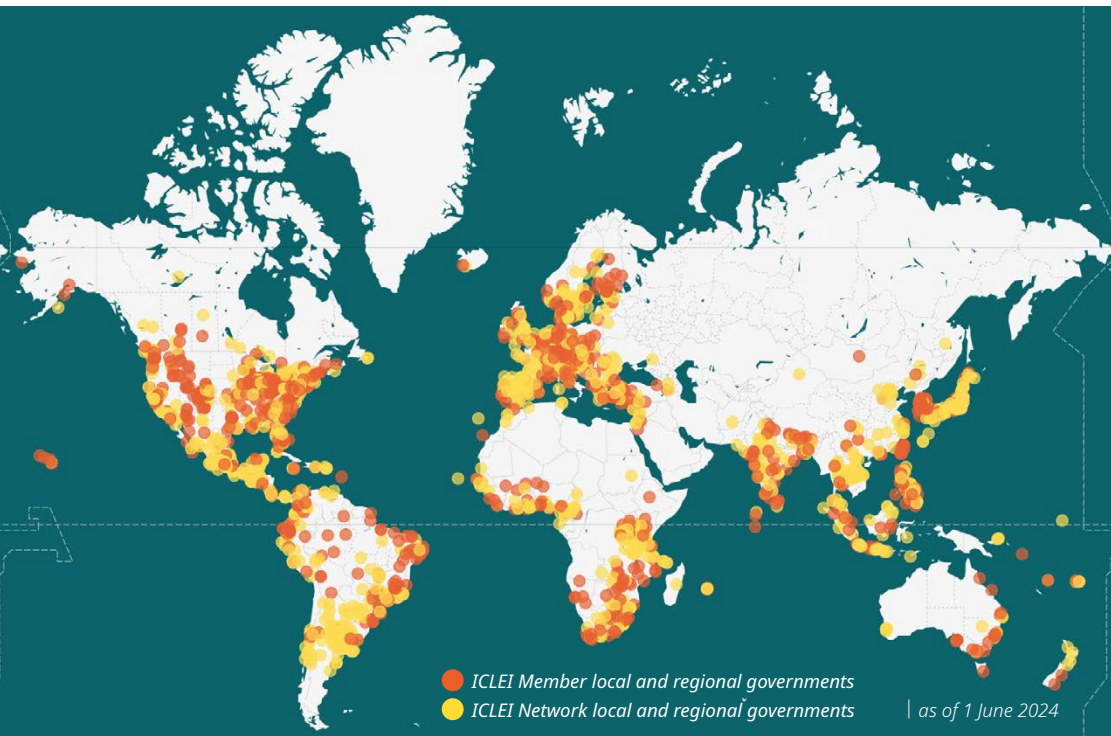 ICLEI Member local and regional governments
ICLEI Network local and regional governments
as of 1 June 2024